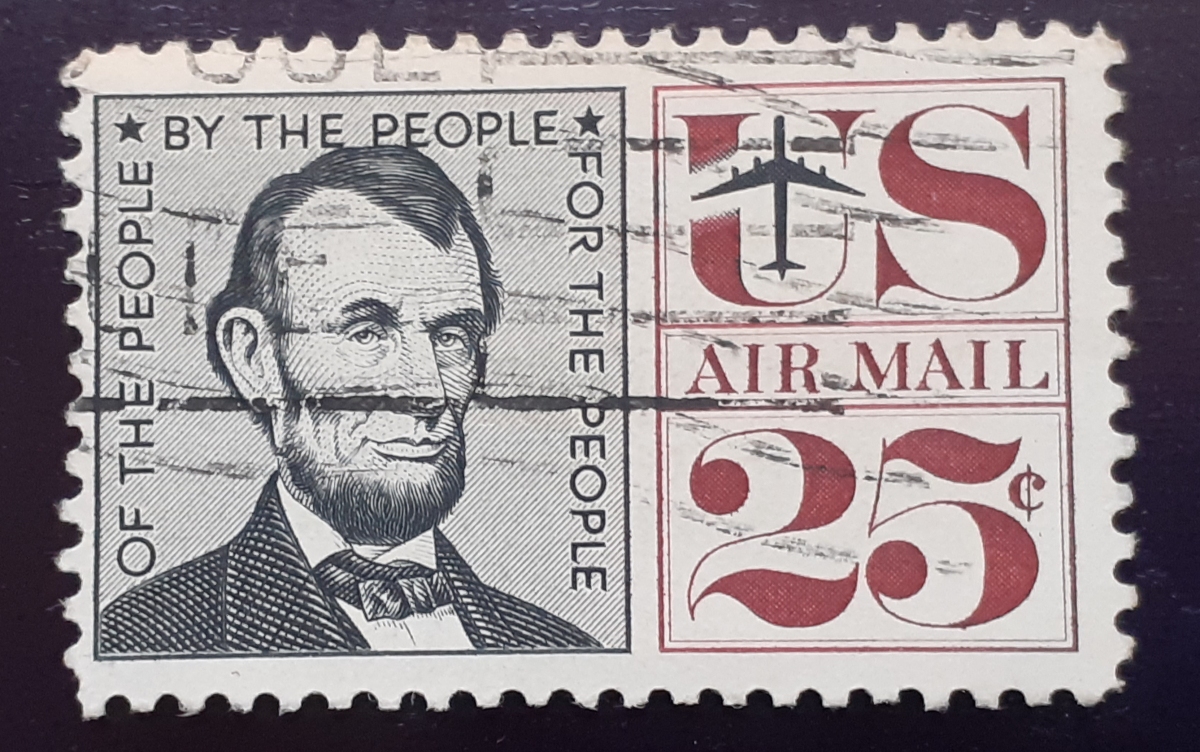 OF THE PEOPLE
★ BY THE PEOPLE ★
FOR THE PEOPLE
US
AIR MAIL
25¢